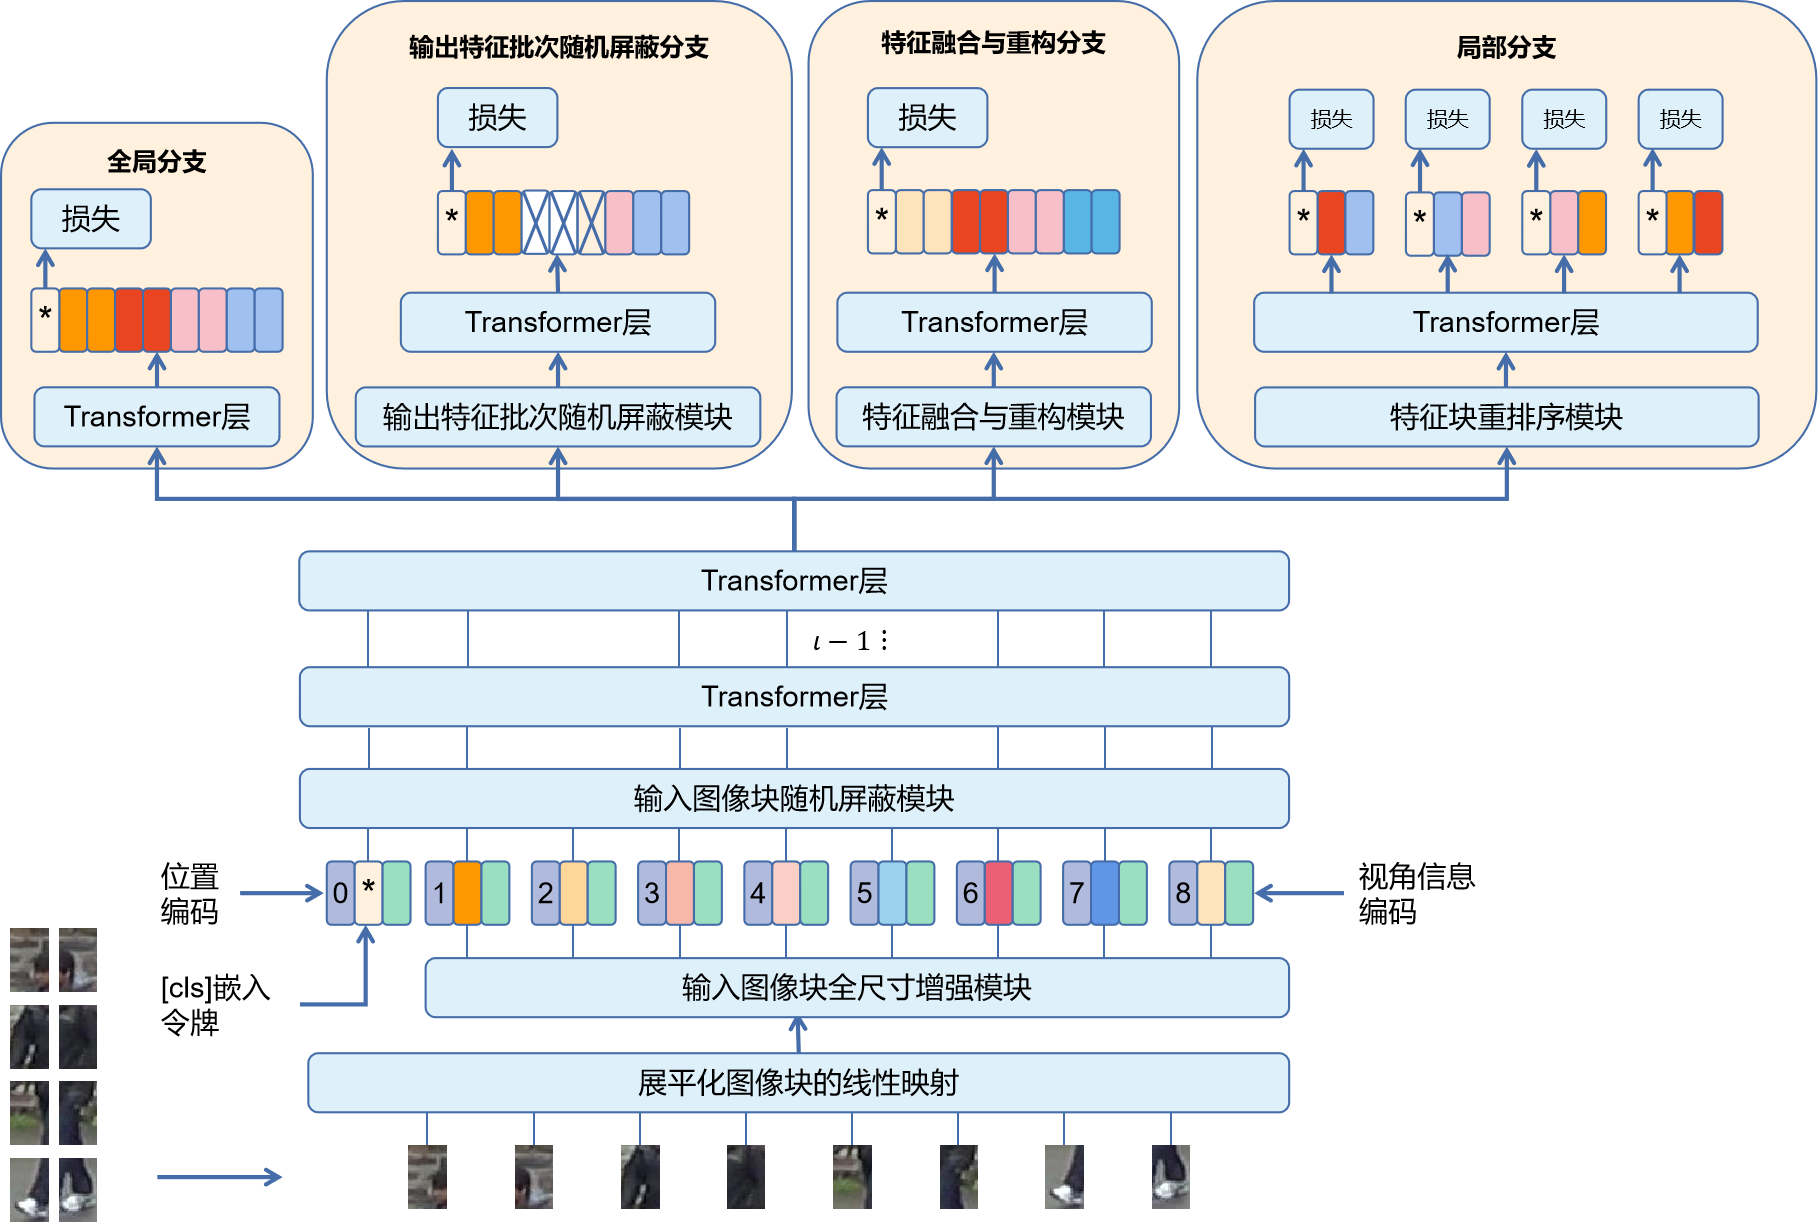 输出特征批次随机屏蔽分支
特征融合与重构分支
局部分支
全局分支
损失
损失
损失
损失
损失
损失
损失
*
*
*
*
*
*
*
Transformer层
Transformer层
Transformer层
Transformer层
输出特征批次随机屏蔽模块
特征融合与重构模块
特征块重排序模块
Transformer层
ι − 1 ⋮
Transformer层
输入图像块随机屏蔽模块
位置
编码
0 * 1 2 3 4 5 6 7 8
视角信息
编码
[cls]嵌入
令牌
输入图像块全尺寸增强模块
展平化图像块的线性映射